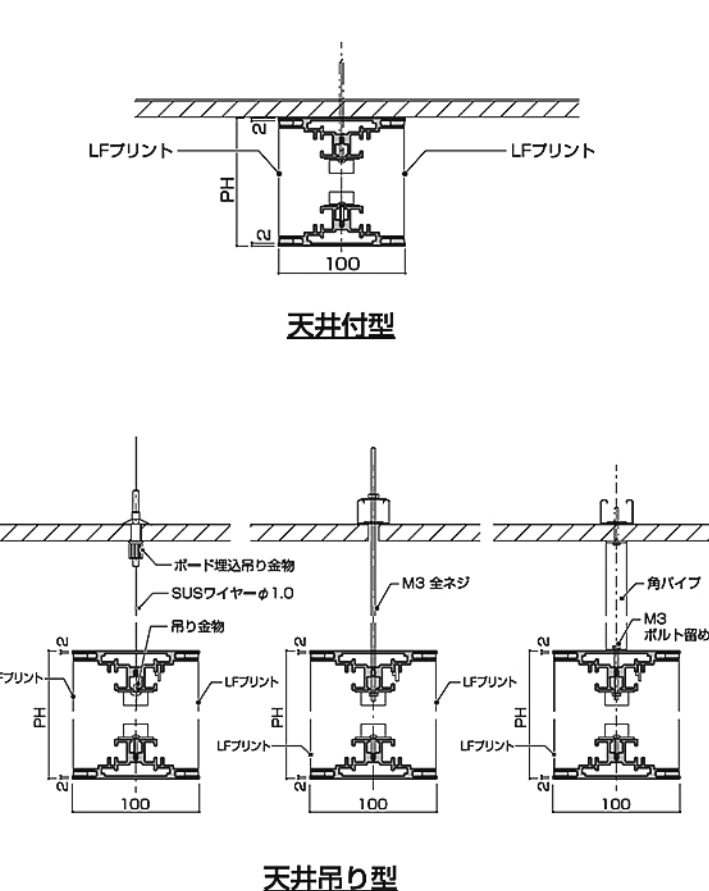 2
LFプリント
LFプリント
PH
2
100
天井付型
ボード埋込吊り金物
SUSワイヤーφ1.0
吊り金物
2
Fプリント
LFプリント
PH
2
100
M3 全ネジ
2
LFプリント
PH
LFプリント
2
100
角パイプ
M3
ボルト留め
2
PH
LFプリント
2
100
天井吊り型